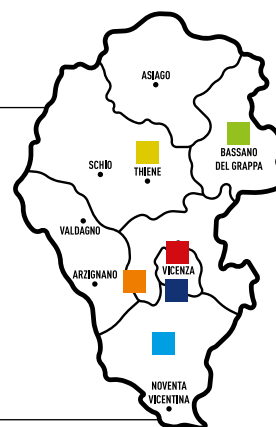 ASIAGO
BASSANO
DEL GRAPPA
SCHIO
THIENE
VALDAGNO
ARZIGNANO
VICENZA
NOVENTA
VICENTINA